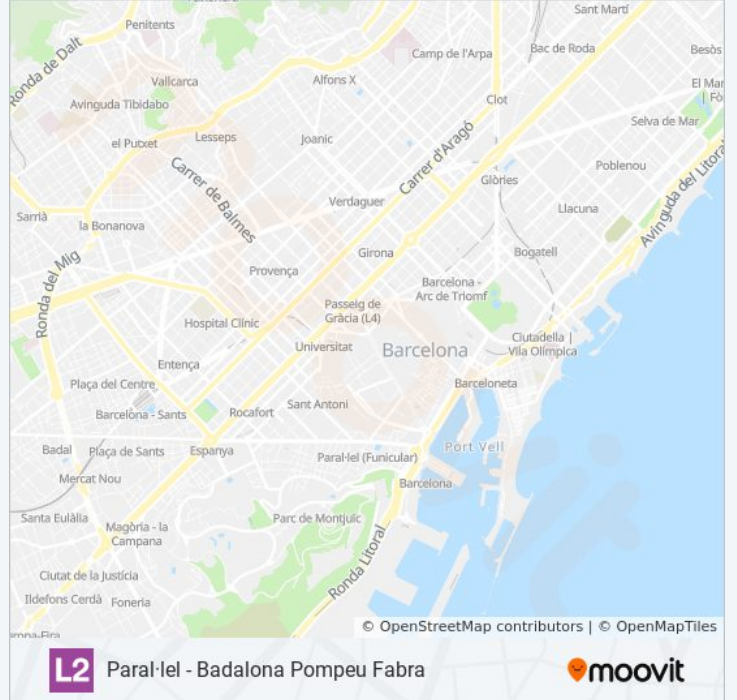 Sant Martí
Penitents
Ronda de Dalt
Camp de l'Arpa
Bac de Roda
Besòs
Vallcarca
Alfons X
El Mar
| Fò
Avinguda Tibidabo
Clot
Selva de Mar
el Putxet
Lesseps
Joanic
Carrer d'Aragó
Poblenou
Carrer de Balmes
Glòries
Avinguda del Litoral
Verdaguer
Llacuna
Sarrià
la Bonanova
Girona
Bogatell
Ronda del Mig
Provença
Barcelona -
Arc de Triomf
Passeig de
Gràcia (L4)
Hospital Clínic
Ciutadella |
Vila Olímpica
Universitat
Barcelona
Entença
Plaça del Centre
Barceloneta
Barcelona - Sants
Rocafort
Sant Antoni
Badal
Plaça de Sants
Espanya
Paral·lel (Funicular)
Port Vell
Mercat Nou
Barcelona
Santa Eulàlia
Magòria - la
Campana
Parc de Montjuïc
Ronda Litoral
Ciutat de la Justícia
Ildefons Cerdà
Foneria
© OpenStreetMap contributors | © OpenMapTiles
L2
Paral·lel - Badalona Pompeu Fabra
moovit